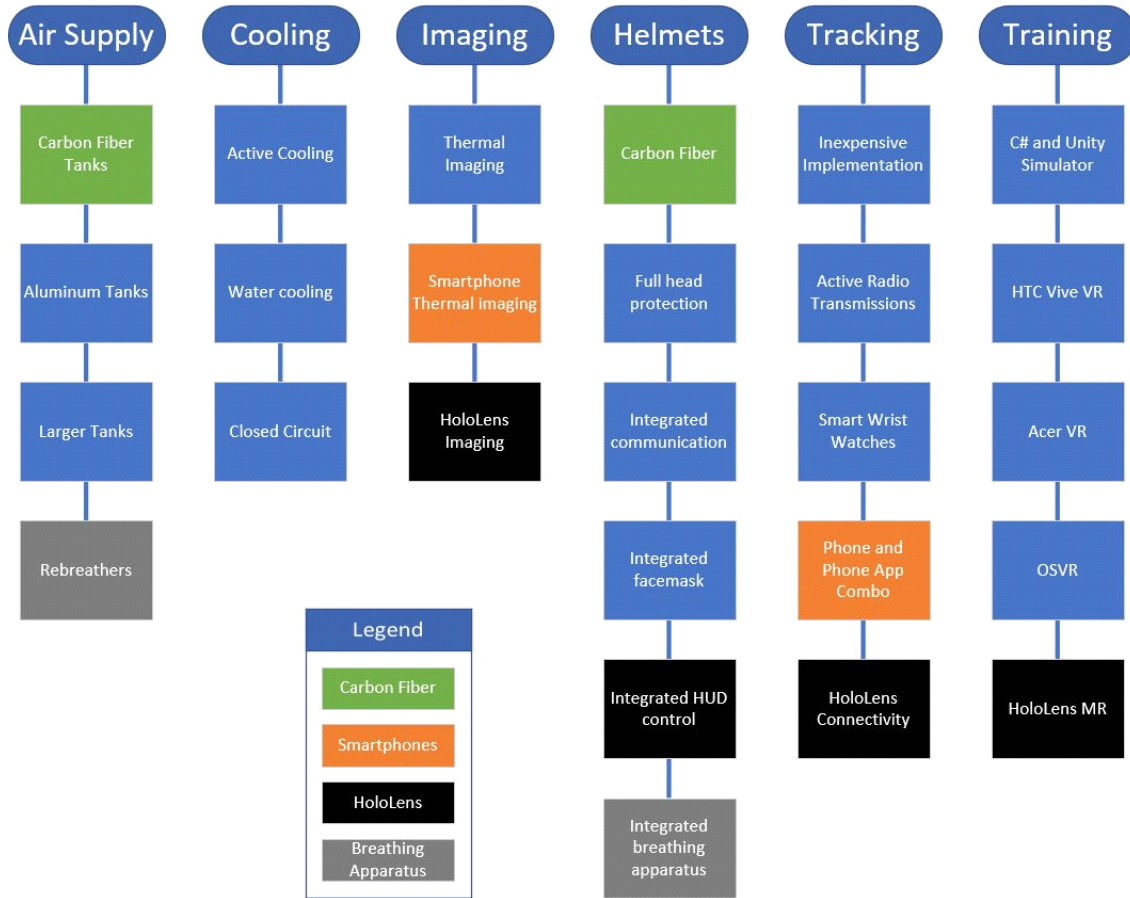 Air Supply
Carbon Fiber
Tanks
Aluminum Tanks
Larger Tanks
Rebreathers
Cooling
Active Cooling
Water cooling
Closed Circuit
Imaging
Thermal
Imaging
Smartphone
Thermal imaging
HoloLens
Imaging
Helmets
Carbon Fiber
Full head
protection
Integrated
communication
Integrated
facemask
Integrated HUD
control
Integrated
breathing
apparatus
Tracking
Inexpensive
Implementation
Active Radio
Transmissions
Smart Wrist
Watches
Phone and
Phone App
Combo
HoloLens
Connectivity
Training
C# and Unity
Simulator
HTC Vive VR
Acer VR
OSVR
HoloLens MR
Legend
Carbon Fiber
Smartphones
HoloLens
Breathing
Apparatus